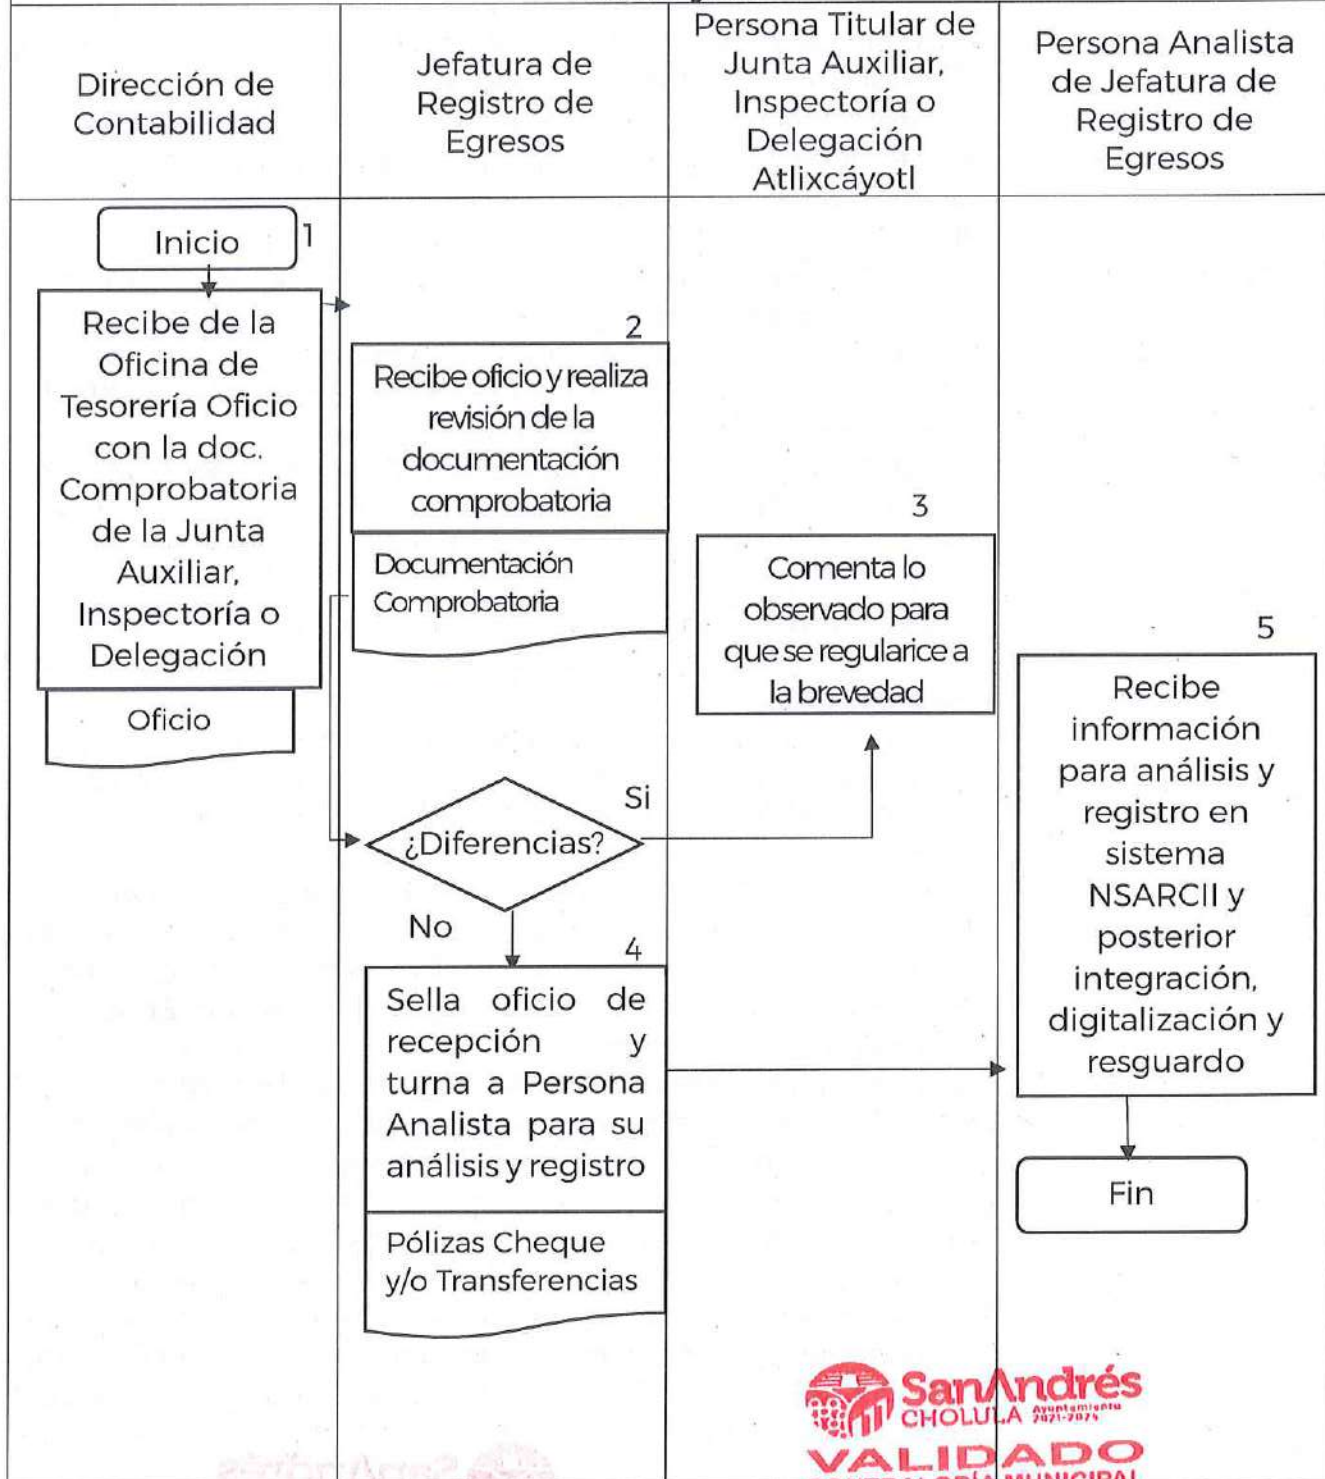 Dirección de
Contabilidad
Jefatura de
Registro de
Egresos
Persona Titular de
Junta Auxiliar,
Inspectoría o
Delegación
Atlixcáyotl
Persona Analista
de Jefatura de
Registro de
Egresos
Inicio
1
Recibe de la
Oficina de
Tesorería Oficio
con la doc.
Comprobatoria
de la Junta
Auxiliar,
Inspectoría o
Delegación
Oficio
2
Recibe oficio y realiza
revisión de la
documentación
comprobatoria
Documentación
Comprobatoria
¿Diferencias?
Si
No
3
Comenta lo
observado para
que se regularice a
la brevedad
4
Sella oficio de
recepción y
turna a Persona
Analista para su
análisis y registro
Pólizas Cheque
y/o Transferencias
5
Recibe
información
para análisis y
registro en
sistema
NSARCII y
posterior
integración,
digitalización y
resguardo
Fin
SanAndrés
CHOLULA Ayuntamiento
VALIDADO
CONTRALORÍA MUNICIPAL